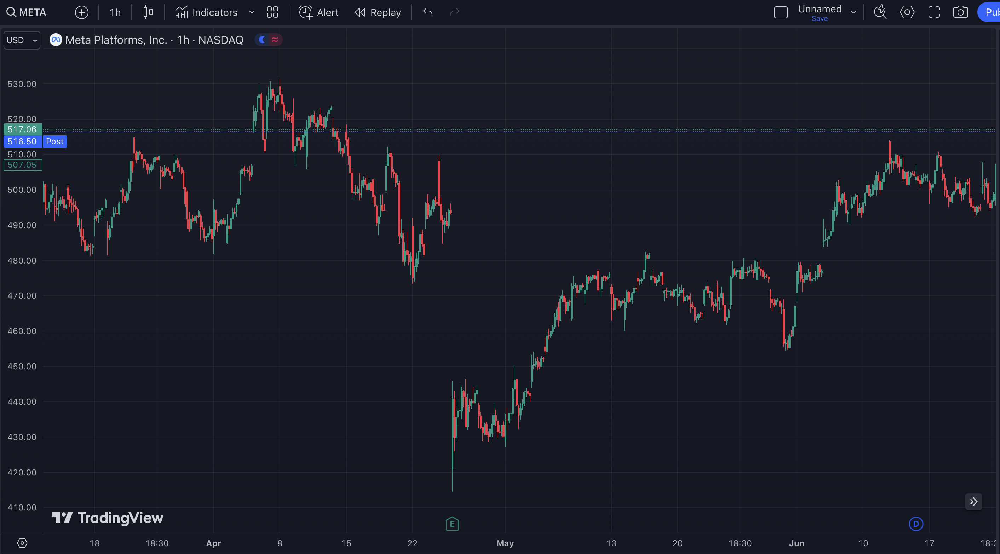 META 1h Indicators Alert Replay Unnamed
Save
USD Meta Platforms, Inc. · 1h · NASDAQ
530.00
520.00
517.06
516.50 Post
510.00
507.05
500.00
490.00
480.00
470.00
460.00
450.00
440.00
430.00
420.00
410.00
TradingView
E D
18 18:30 Apr 8 15 22 May 13 20 18:30 Jun 10 17